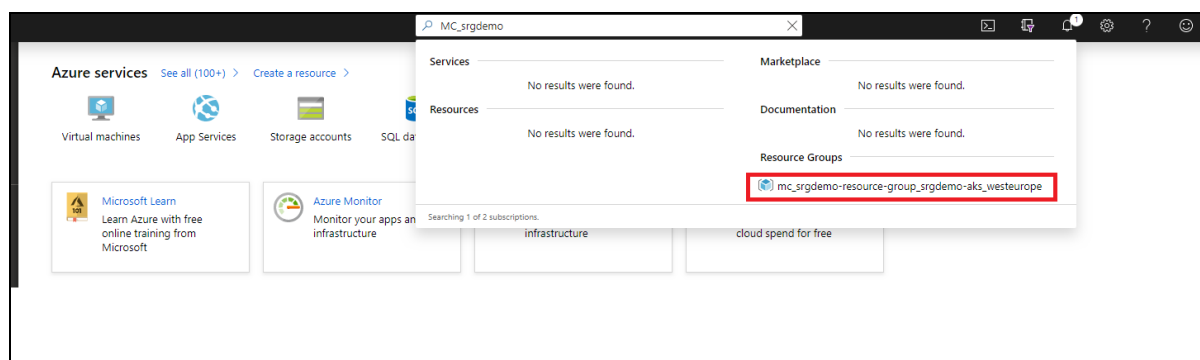 MC_srgdemo
1
Azure services See all (100+) > Create a resource >
Virtual machines
App Services
Storage accounts
SQL
Services
No results were found.
Resources
No results were found.
Marketplace
No results were found.
Documentation
No results were found.
Resource Groups
mc_srgdemo-resource-group_srgdemo-aks_westeurope
Searching 1 of 2 subscriptions.
101
Microsoft Learn
Learn Azure with free
online training from
Microsoft
Azure Monitor
Monitor your apps an
infrastructure
infrastructure
cloud spend for free